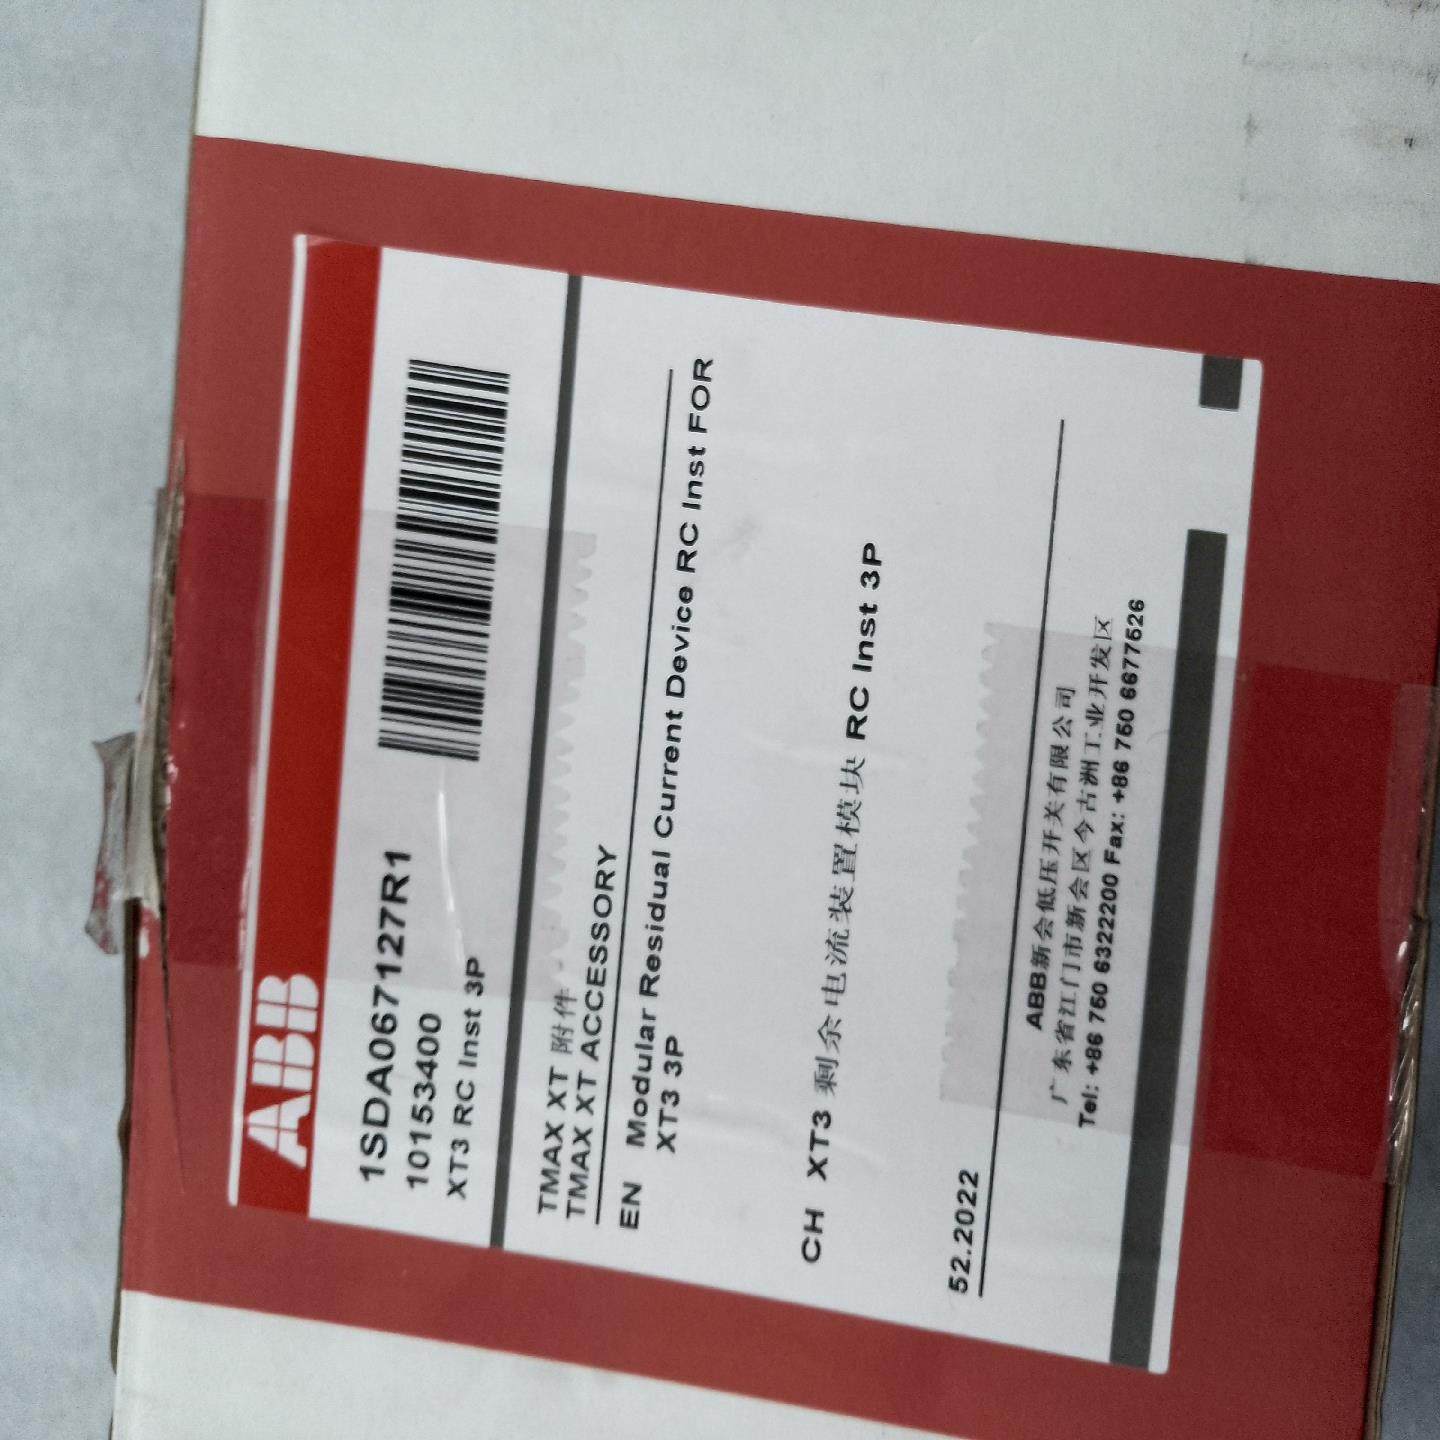 ABB
1SDA067127R1
10153400
XT3 RC Inst 3P
TMAX XT 附件 -
TMAX XT ACCESSORY
EN Modular Residual Current Device RC Inst FOR
XT3 3P
CH XT3 剩余电流装置模块 RC Inst 3P
52.2022
ABB新会低压开关有限公司
广东省江门市新会区今古洲工业开发区
Tel: +86 750 6322200 Fax: +86 750 6677526